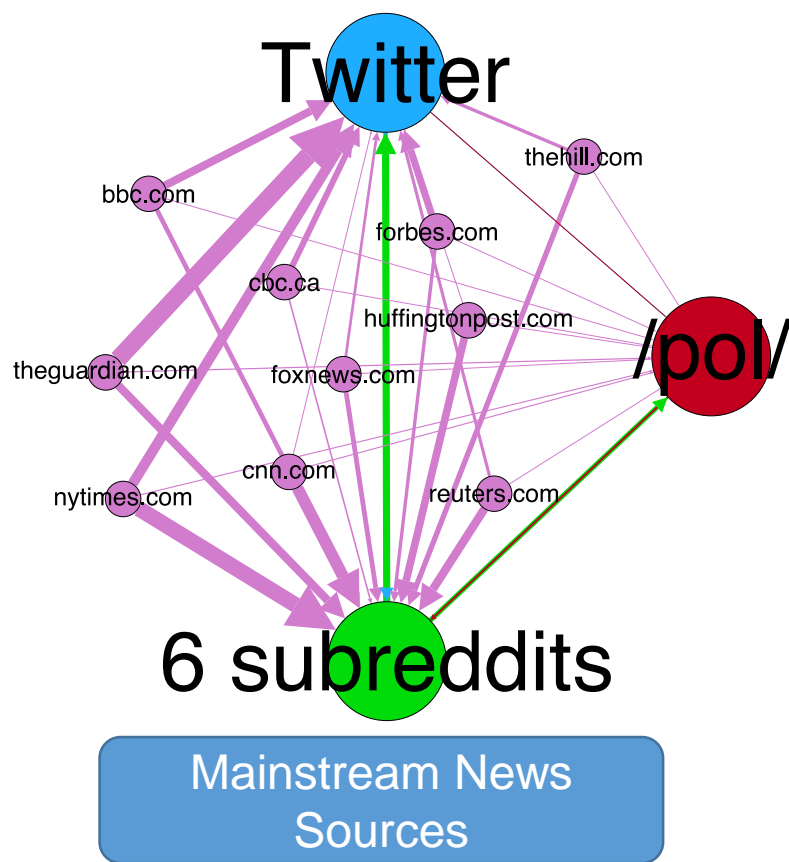 Twitter
thehill.com
bbc.com
forbes.com
cbc.ca
huffingtonpost.com
/pol/
theguardian.com
foxnews.com
cnn.com
nytimes.com
reuters.com
6 subreddits
Mainstream News
Sources